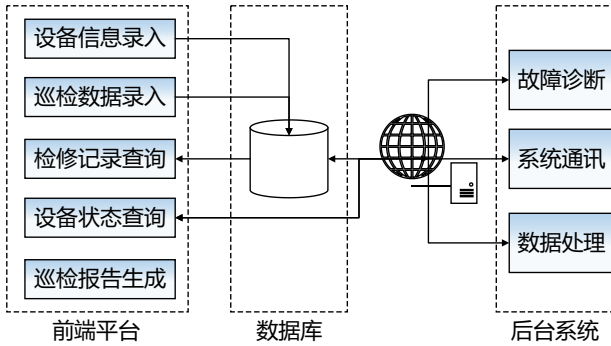 设备信息录入
巡检数据录入
检修记录查询
设备状态查询
巡检报告生成
前端平台
数据库
故障诊断
系统通讯
数据处理
后台系统